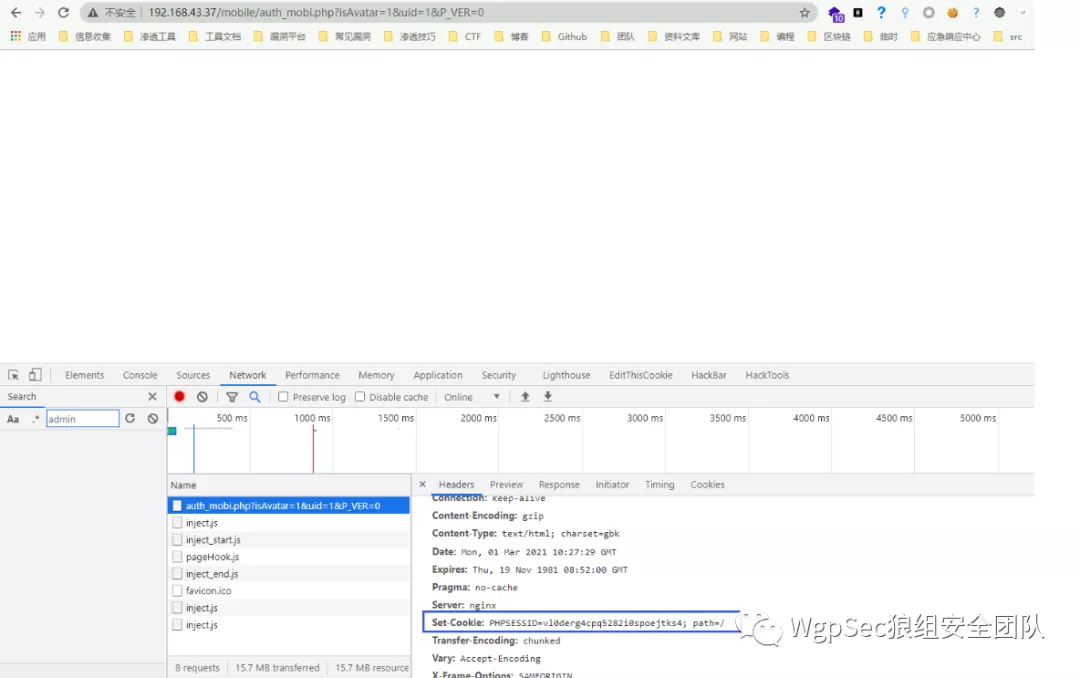 不安全 192.168.43.37/mobile/auth_mobi.php?isAvatar=1&uid=1&P_VER=0 10
应用 信息收集 渗透工具 工具文档 漏洞平台 常见漏洞 渗透技巧 CTF 博客 Github 团队 资料文库 网站 编程 区块链 临时 应急响应中心 src
Elements Console Sources Network Performance Memory Application Security Lighthouse EditThisCookie HackBar HackTools
Search Preserve log Disable cache Online
Aa .* admin
500 ms 1000 ms 1500 ms 2000 ms 2500 ms 3000 ms 3500 ms 4000 ms 4500 ms 5000 ms
Name
auth_mobi.php?isAvatar=1&uid=1&P_VER=0
inject.js
inject_start.js
pageHook.js
inject_end.js
favicon.ico
inject.js
inject.js
8 requests 15.7 MB transferred 15.7 MB resource
Headers Preview Response Initiator Timing Cookies
Connection: keep-alive
Content-Encoding: gzip
Content-Type: text/html; charset=gbk
Date: Mon, 01 Mar 2021 10:27:29 GMT
Expires: Thu, 19 Nov 1981 08:52:00 GMT
Pragma: no-cache
Server: nginx
Set-Cookie: PHPSESSID=vl0derg4cpq5282i0spoejtks4; path=/
Transfer-Encoding: chunked
Vary: Accept-Encoding
X-Frame-Options: SAMEORIGIN
WgpSec狼组安全团队